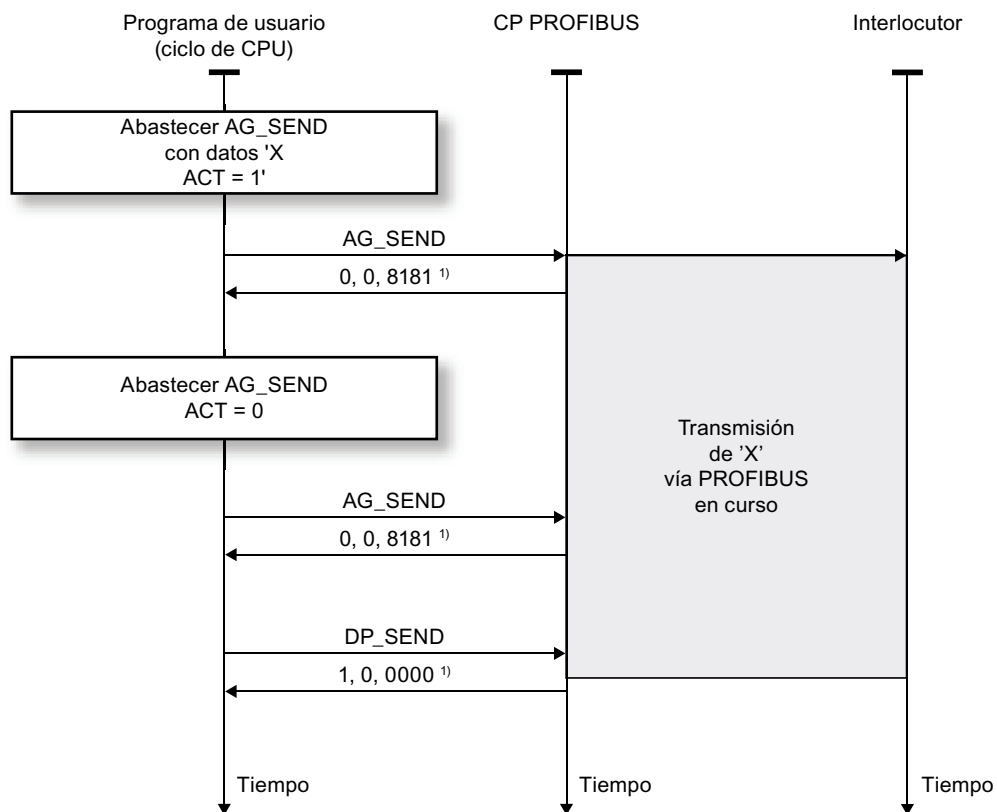 Programa de usuario
(ciclo de CPU)
CP PROFIBUS
Interlocutor
Abastecer AG_SEND
con datos 'X
ACT = 1'
AG_SEND
0, 0, 8181 1)
Abastecer AG_SEND
ACT = 0
Transmisión
de ’X’
vía PROFIBUS
en curso
AG_SEND
0, 0, 8181 1)
DP_SEND
1, 0, 0000 1)
Tiempo
Tiempo
Tiempo